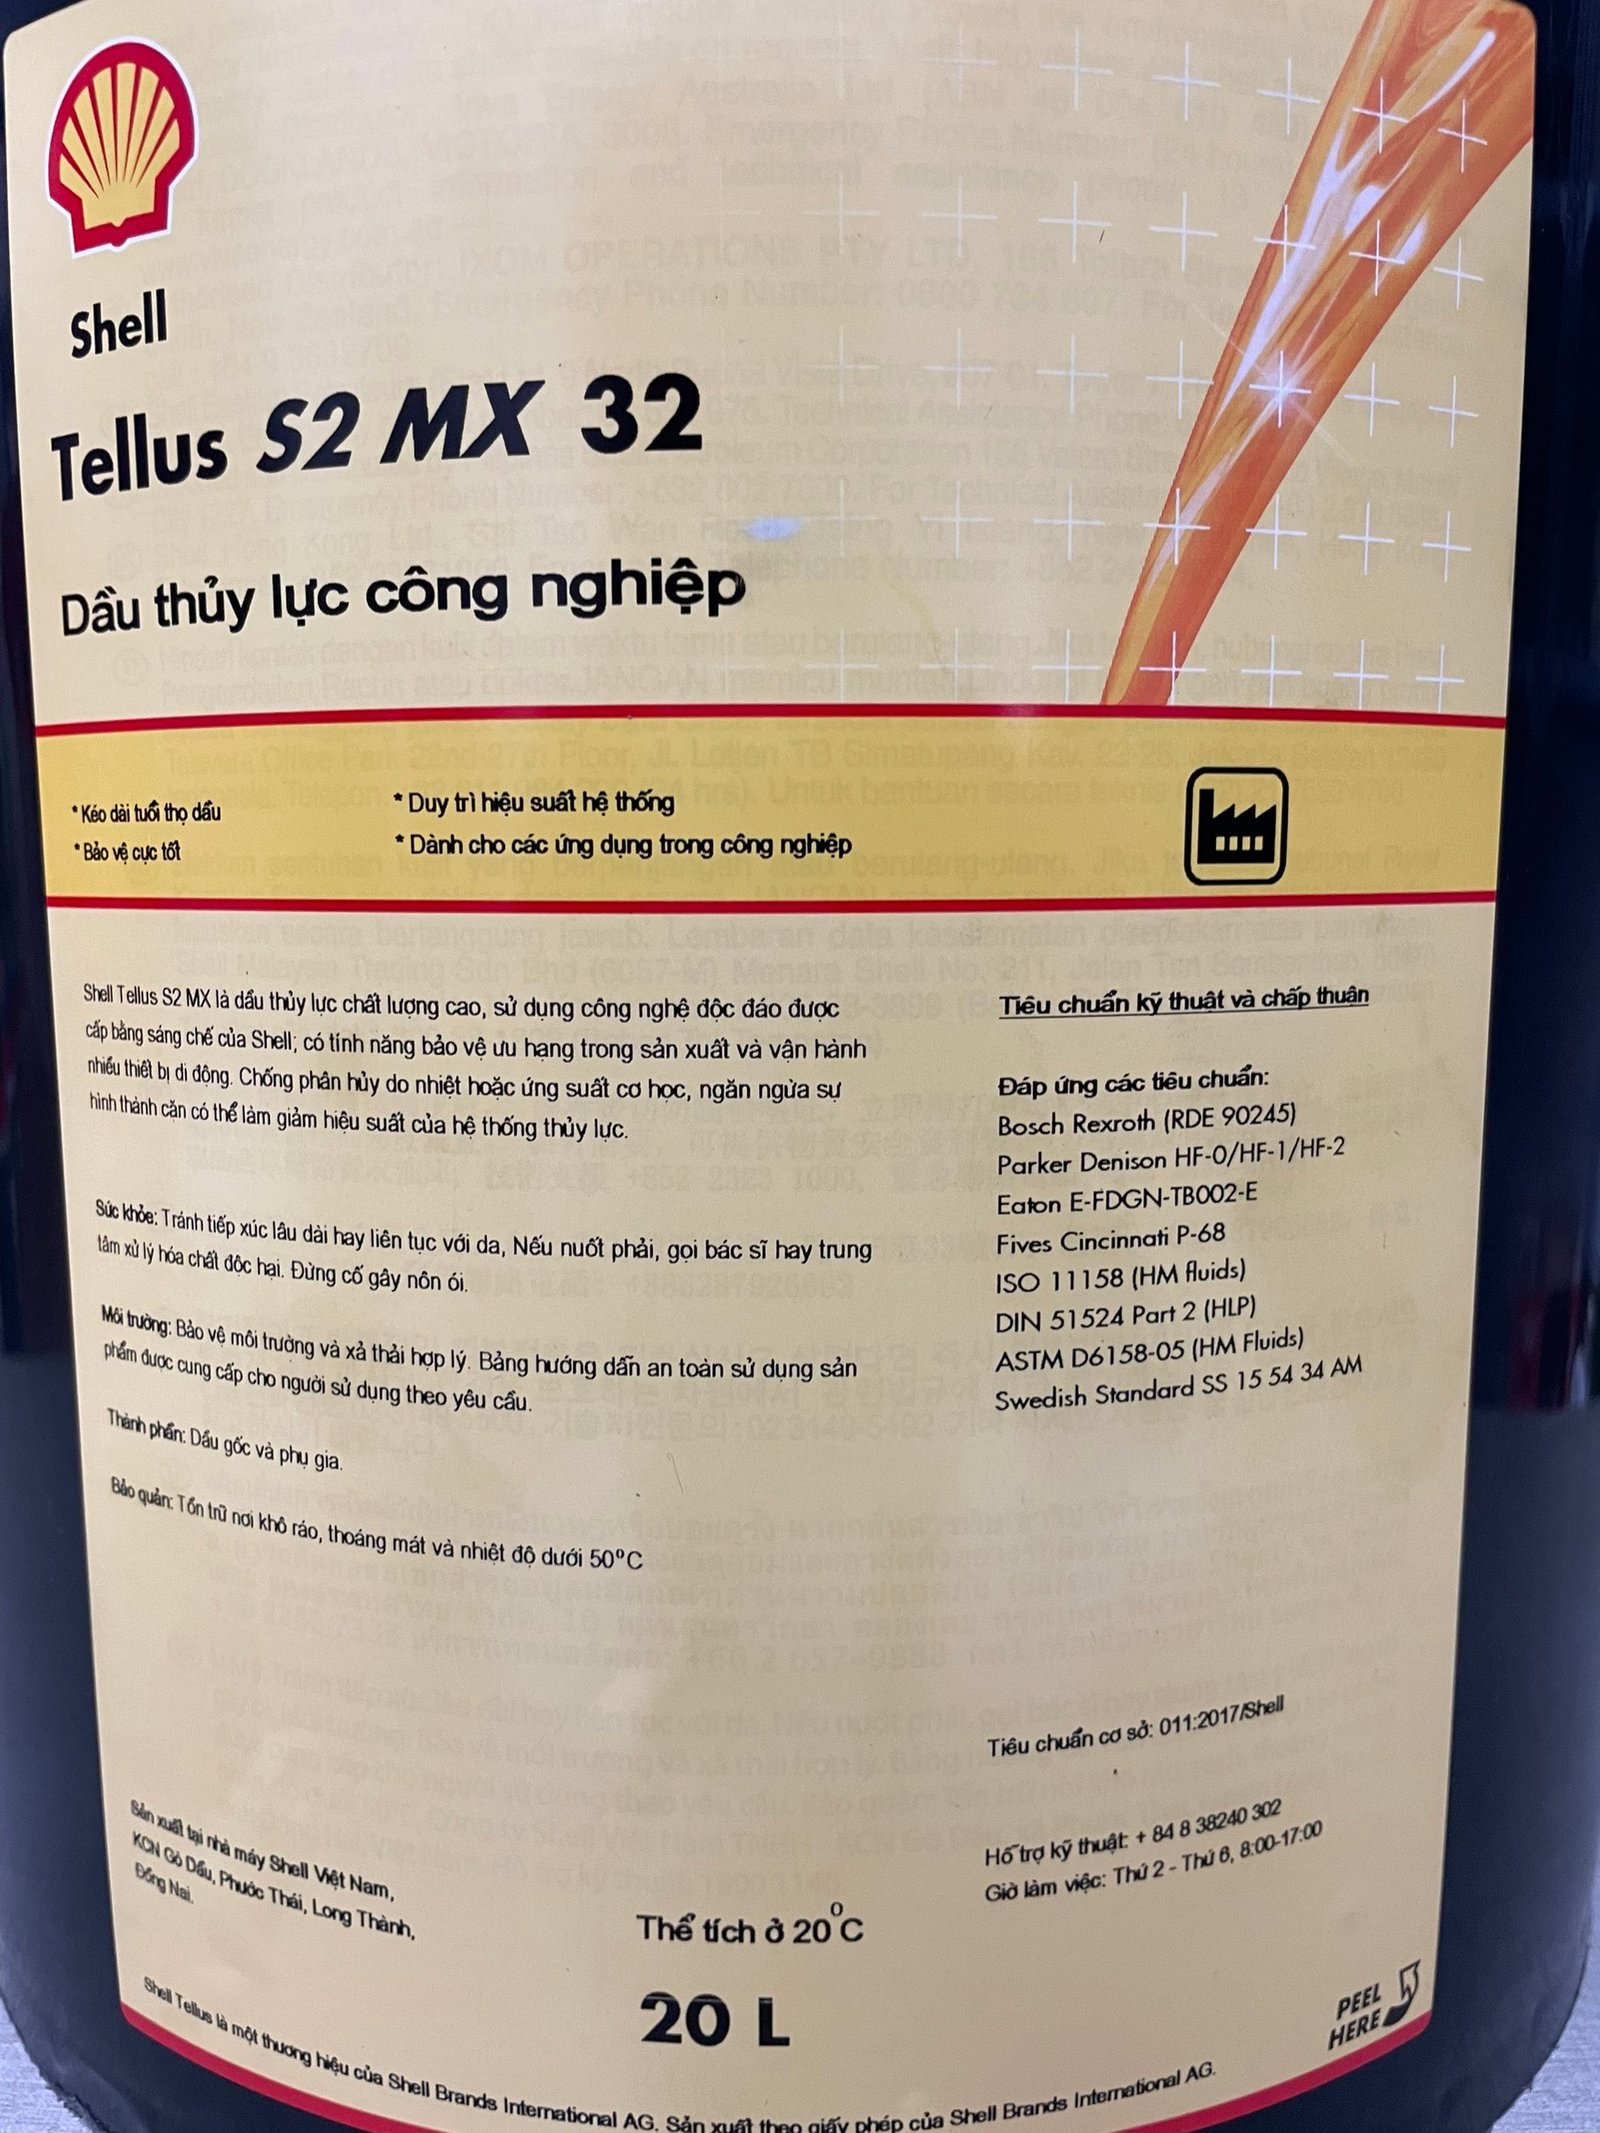 Shell
Tellus S2 MX 32
Dầu thủy lực công nghiệp
* Kéo dài tuổi thọ dầu
* Bảo vệ cực tốt
* Duy trì hiệu suất hệ thống
* Dành cho các ứng dụng trong công nghiệp
Shell Tellus S2 MX là dầu thủy lực chất lượng cao, sử dụng công nghệ độc đáo được
cấp bằng sáng chế của Shell; có tính năng bảo vệ ưu hạng trong sản xuất và vận hành
nhiều thiết bị di động. Chống phân hủy do nhiệt hoặc ứng suất cơ học, ngăn ngừa sự
hình thành cặn có thể làm giảm hiệu suất của hệ thống thủy lực.
Sức khỏe: Tránh tiếp xúc lâu dài hay liên tục với da, Nếu nuốt phải, gọi bác sĩ hay trung
tâm xử lý hóa chất độc hại. Đừng cố gây nôn ói.
Môi trường: Bảo vệ môi trường và xả thải hợp lý. Bảng hướng dẫn an toàn sử dụng sản
phẩm được cung cấp cho người sử dụng theo yêu cầu.
Thành phần: Dầu gốc và phụ gia.
Bảo quản: Tồn trữ nơi khô ráo, thoáng mát và nhiệt độ dưới 50°C
Tiêu chuẩn kỹ thuật và chấp thuận
Đáp ứng các tiêu chuẩn:
Bosch Rexroth (RDE 90245)
Parker Denison HF-0/HF-1/HF-2
Eaton E-FDGN-TB002-E
Fives Cincinnati P-68
ISO 11158 (HM fluids)
DIN 51524 Part 2 (HLP)
ASTM D6158-05 (HM Fluids)
Swedish Standard SS 15 54 34 AM
Tiêu chuẩn cơ sở: 011:2017/Shell
Hỗ trợ kỹ thuật: + 84 8 38240 302
Giờ làm việc: Thứ 2 - Thứ 6, 8:00-17:00
Sản xuất tại nhà máy Shell Việt Nam,
KCN Gò Dầu, Phước Thái, Long Thành,
Đồng Nai.
Thể tích ở 20°C
20 L
PEEL
HERE
Shell Tellus là một thương hiệu của Shell Brands International AG. Sản xuất theo giấy phép của Shell Brands International AG.